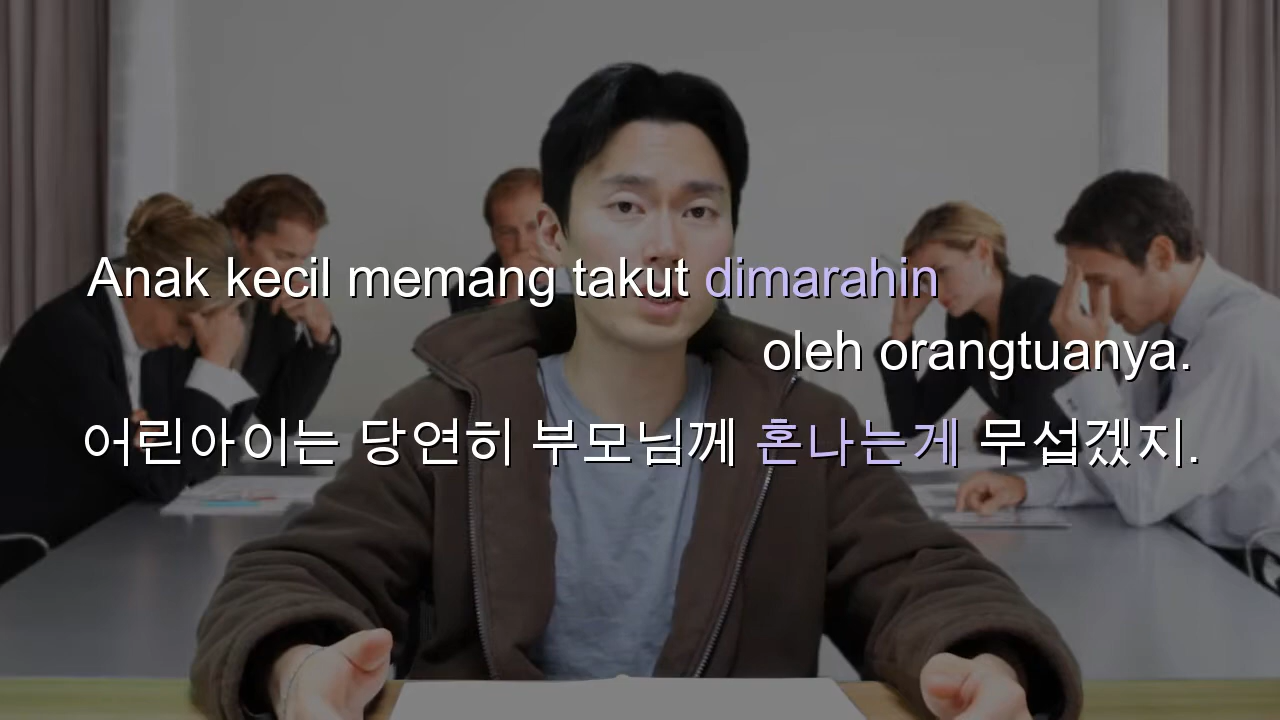 Anak kecil memang takut dimarahin
oleh orangtuanya.
어린아이는 당연히 부모님께 혼나는게 무섭겠지.